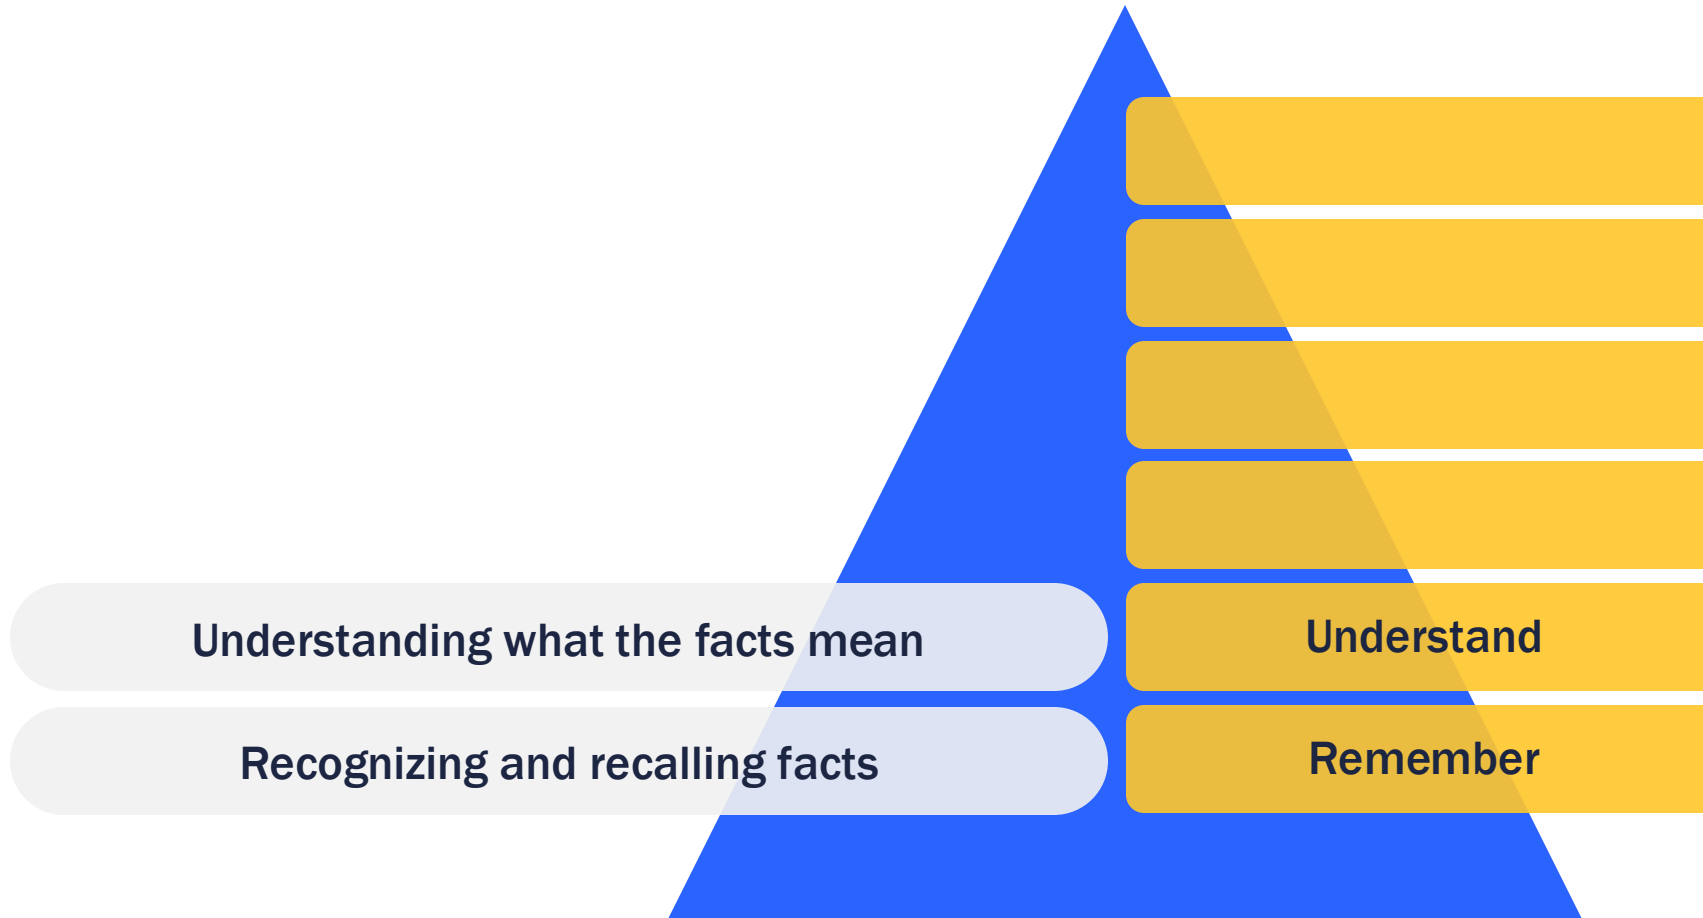 Understanding what the facts mean
Understand
Recognizing and recalling facts
Remember